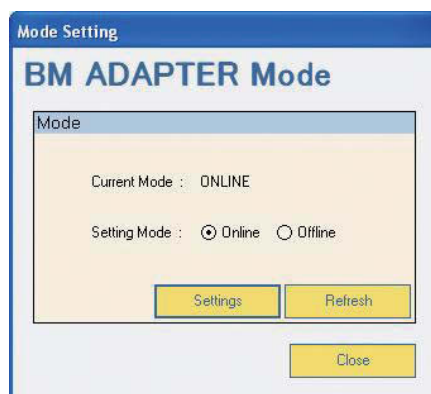 Mode Setting
BM ADAPTER Mode
Mode
Current Mode : ONLINE
Setting Mode : Online Offline
Settings Refresh
Close